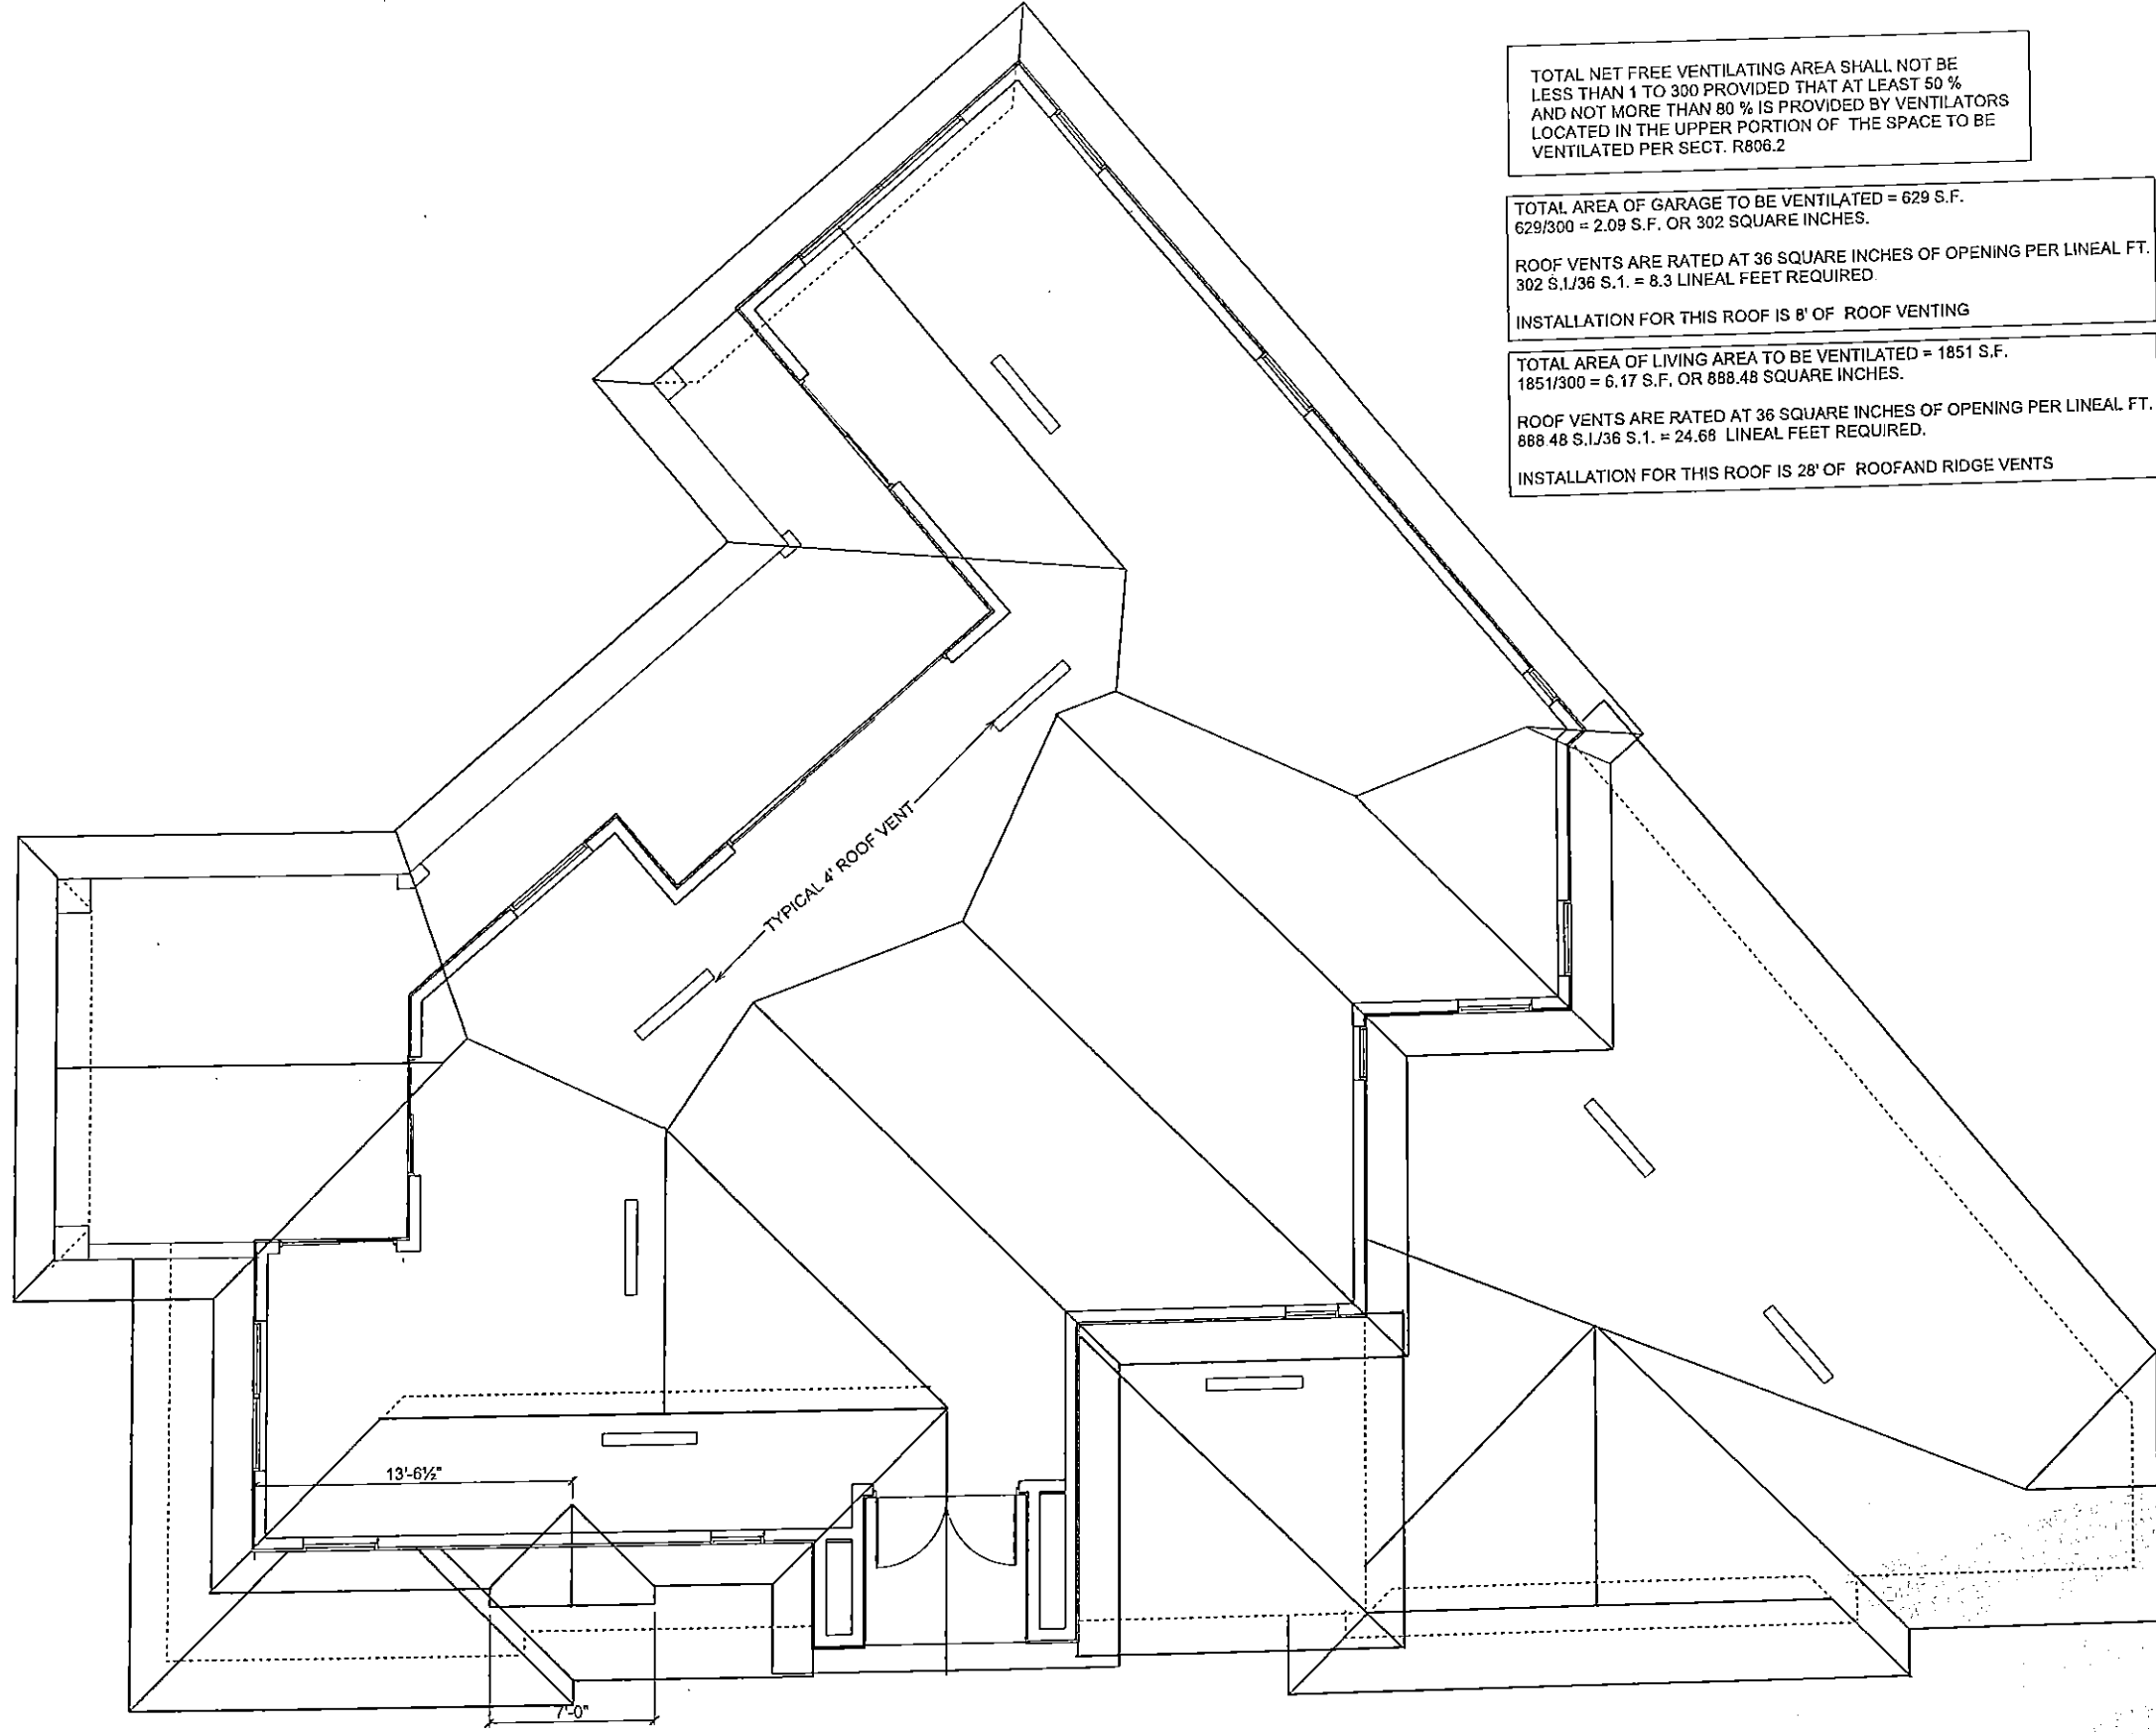 TOTAL NET FREE VENTILATING AREA SHALL NOT BE
LESS THAN 1 TO 300 PROVIDED THAT AT LEAST 50 %
AND NOT MORE THAN 80 % IS PROVIDED BY VENTILATORS
LOCATED IN THE UPPER PORTION OF THE SPACE TO BE
VENTILATED PER SECT. R806.2
TOTAL AREA OF GARAGE TO BE VENTILATED = 629 S.F.
629/300 = 2.09 S.F. OR 302 SQUARE INCHES.
ROOF VENTS ARE RATED AT 36 SQUARE INCHES OF OPENING PER LINEAL FT.
302 S.I./36 S.1. = 8.3 LINEAL FEET REQUIRED.
INSTALLATION FOR THIS ROOF IS 8' OF ROOF VENTING
TOTAL AREA OF LIVING AREA TO BE VENTILATED = 1851 S.F.
1851/300 = 6.17 S.F. OR 888.48 SQUARE INCHES.
ROOF VENTS ARE RATED AT 36 SQUARE INCHES OF OPENING PER LINEAL FT.
888.48 S.I./36 S.1. = 24.68 LINEAL FEET REQUIRED.
INSTALLATION FOR THIS ROOF IS 28' OF ROOFAND RIDGE VENTS
TYPICAL 4' ROOF VENT
13'-6½"
7'-0"